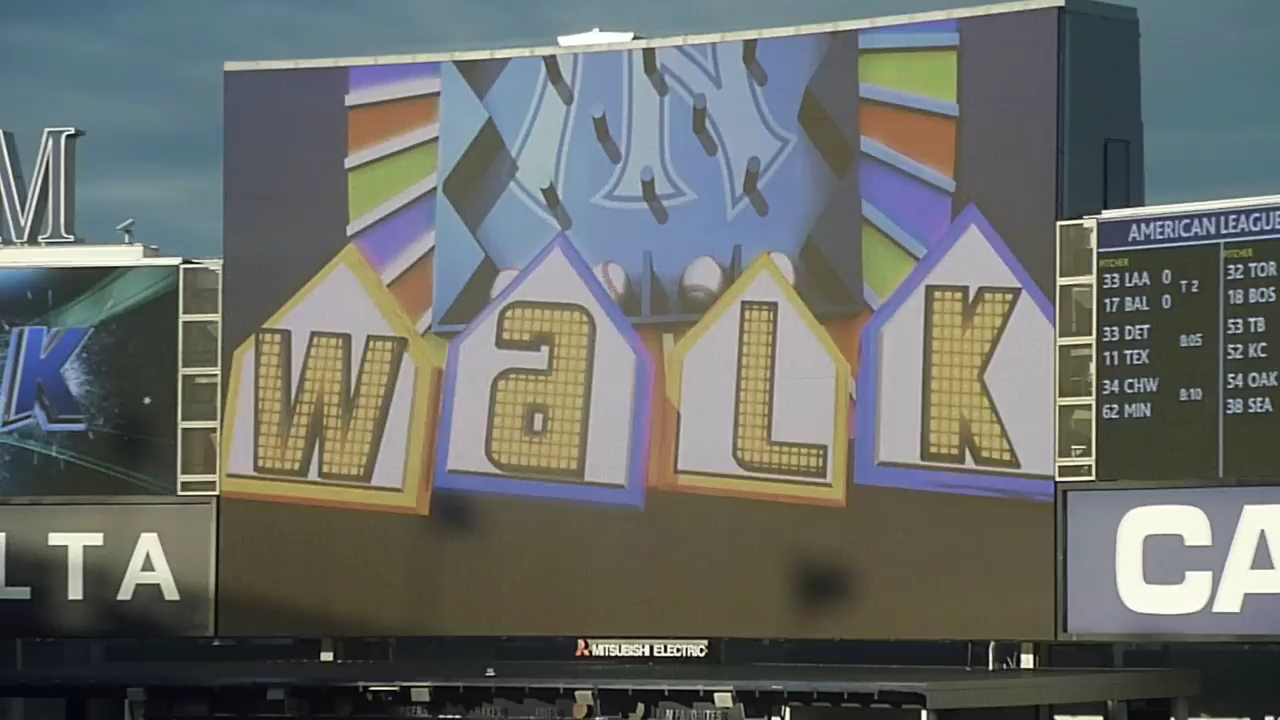 M
WaLK
LK
LTA
AMERICAN LEAGUE
PITCHER
33 LAA 0
17 BAL 0
T 2
33 DET
11 TEX
8:05
34 CHW
62 MIN
8:10
PITCHER
32 TOR
18 BOS
53 TB
52 KC
54 OAK
38 SEA
CA
MITSUBISHI ELECTRIC